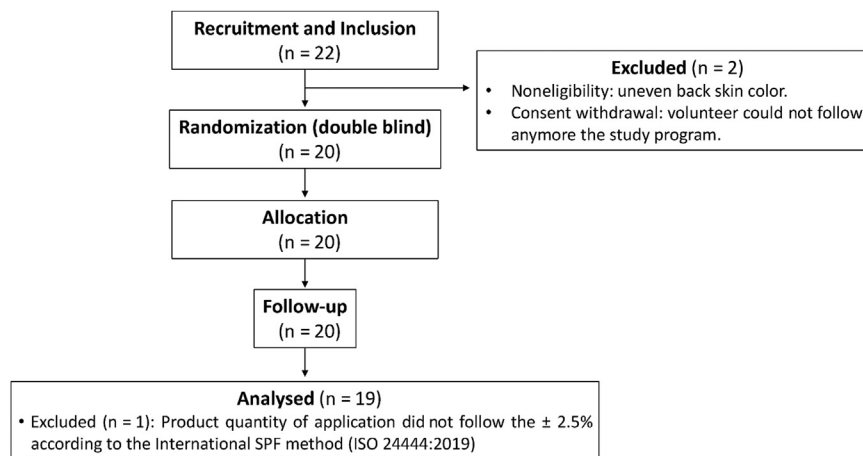 Recruitment and Inclusion
(n = 22)
Excluded (n = 2)
• Noneligibility: uneven back skin color.
• Consent withdrawal: volunteer could not follow
anymore the study program.
Randomization (double blind)
(n = 20)
Allocation
(n = 20)
Follow-up
(n = 20)
Analysed (n = 19)
• Excluded (n = 1): Product quantity of application did not follow the ± 2.5%
according to the International SPF method (ISO 24444:2019)